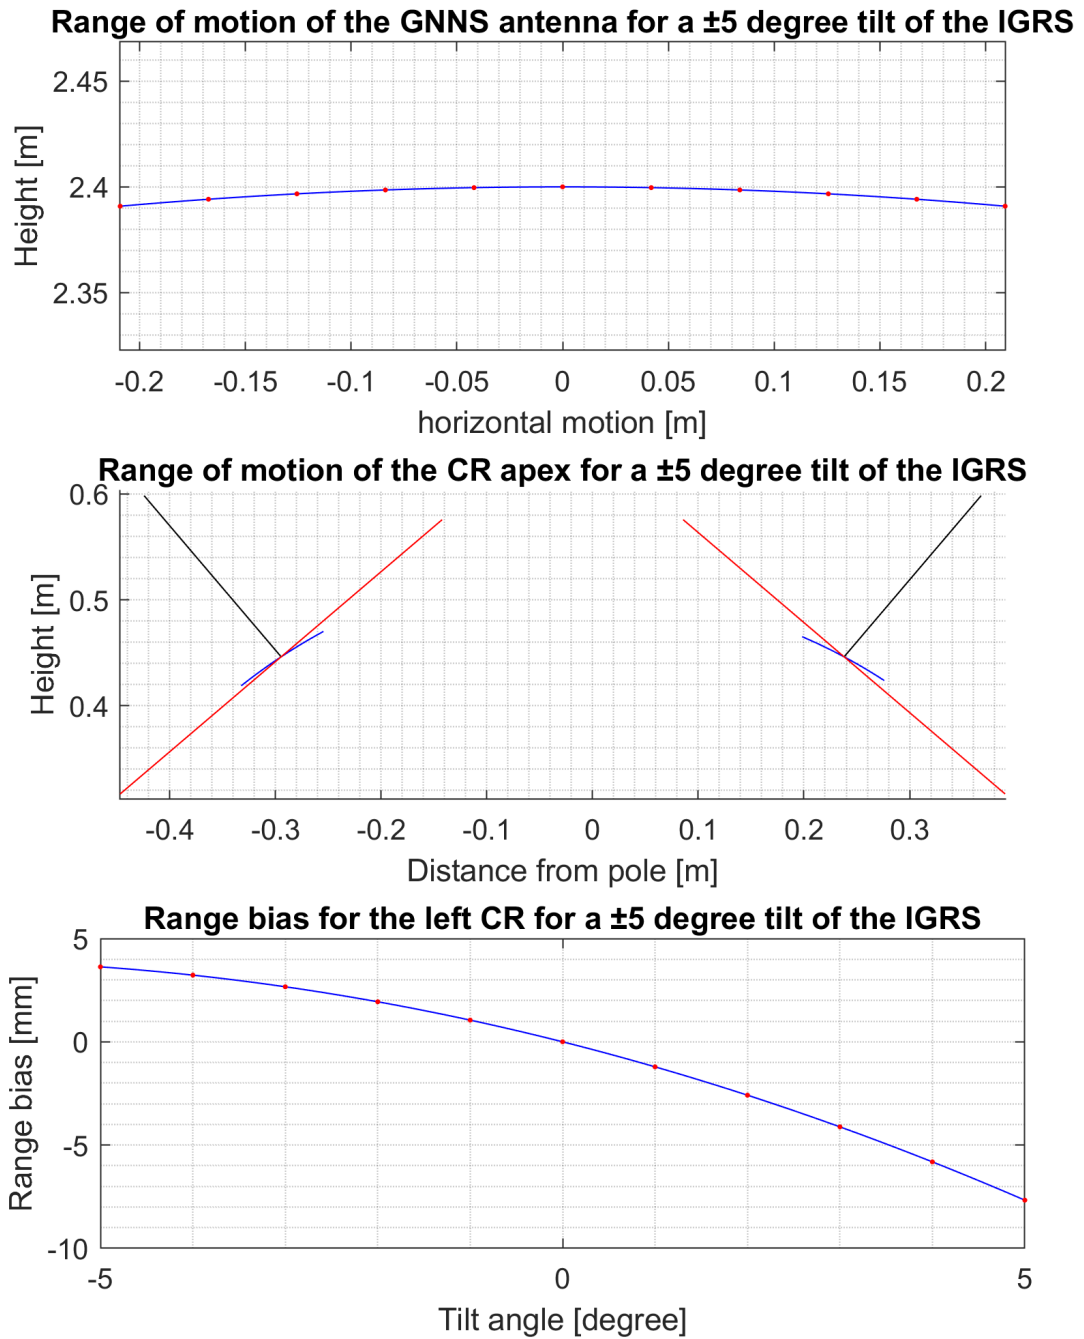 Range of motion of the GNNS antenna for a ±5 degree tilt of the IGRS
2.45
2.4
2.35
Height [m]
-0.2 -0.15 -0.1 -0.05 0 0.05 0.1 0.15 0.2
horizontal motion [m]
Range of motion of the CR apex for a ±5 degree tilt of the IGRS
0.6
0.5
0.4
Height [m]
-0.4 -0.3 -0.2 -0.1 0 0.1 0.2 0.3
Distance from pole [m]
Range bias for the left CR for a ±5 degree tilt of the IGRS
5
0
-5
-10
Range bias [mm]
-5 0 5
Tilt angle [degree]